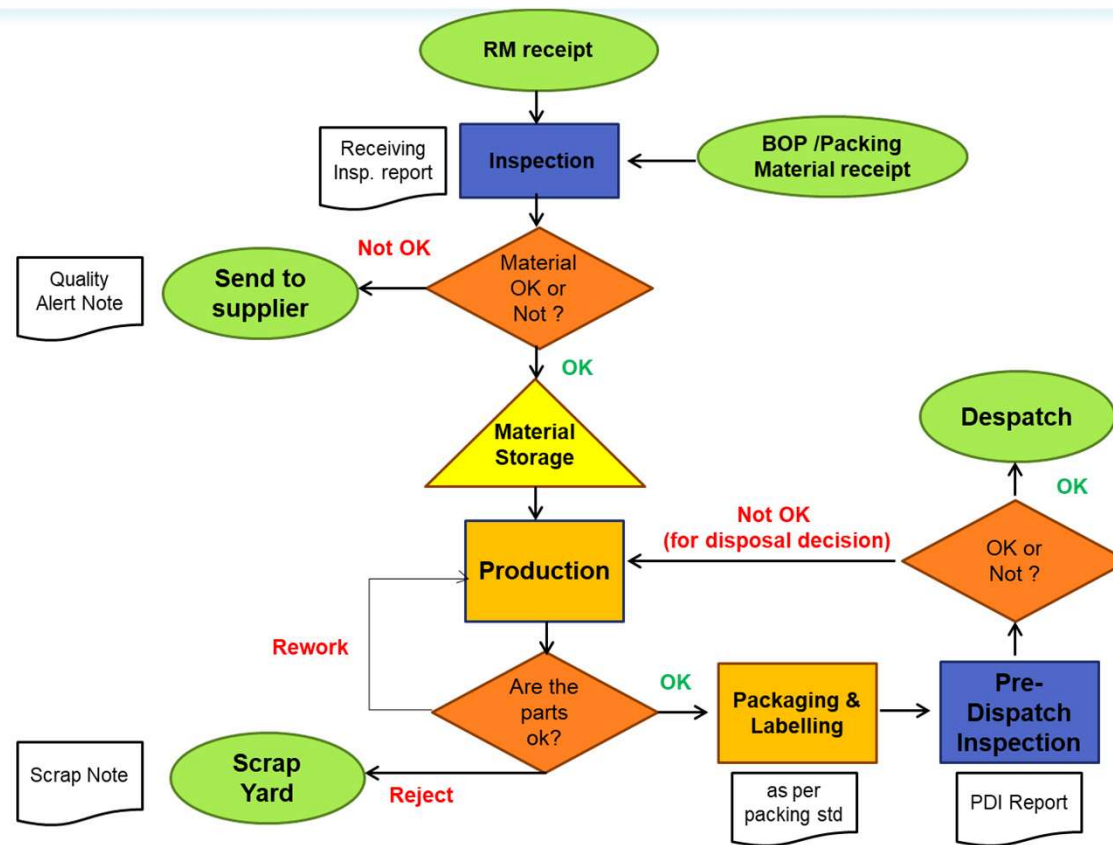 RM receipt
Receiving
Insp. report
Inspection
BOP /Packing
Material receipt
Not OK
Quality
Alert Note
Send to
supplier
Material
OK or
Not ?
OK
Material
Storage
Despatch
OK
Not OK
(for disposal decision)
OK or
Not ?
Production
Rework
Are the
parts
ok?
OK
Packaging &
Labelling
Pre-
Dispatch
Inspection
Scrap Note
Scrap
Yard
Reject
as per
packing std
PDI Report